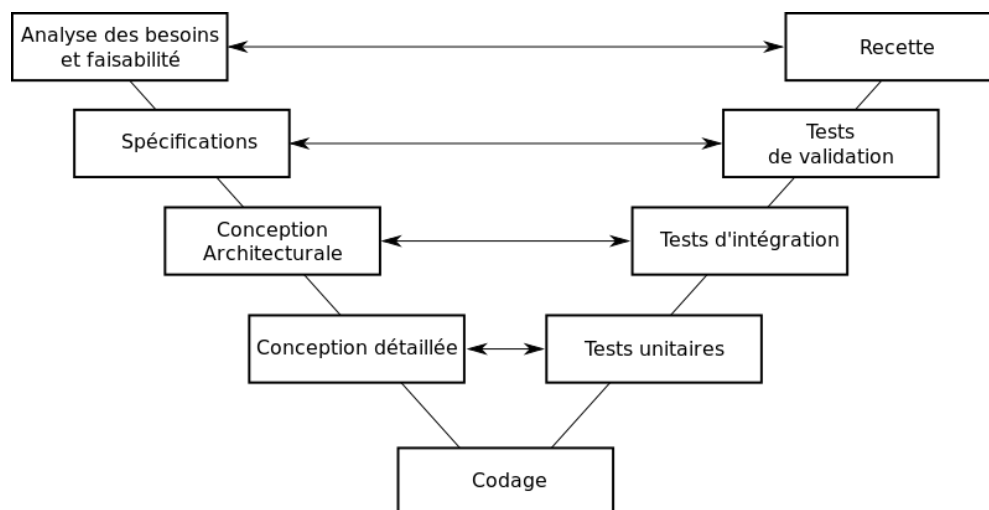 Analyse des besoins
et faisabilité
Recette
Spécifications
Tests
de validation
Conception
Architecturale
Tests d'intégration
Conception détaillée
Tests unitaires
Codage